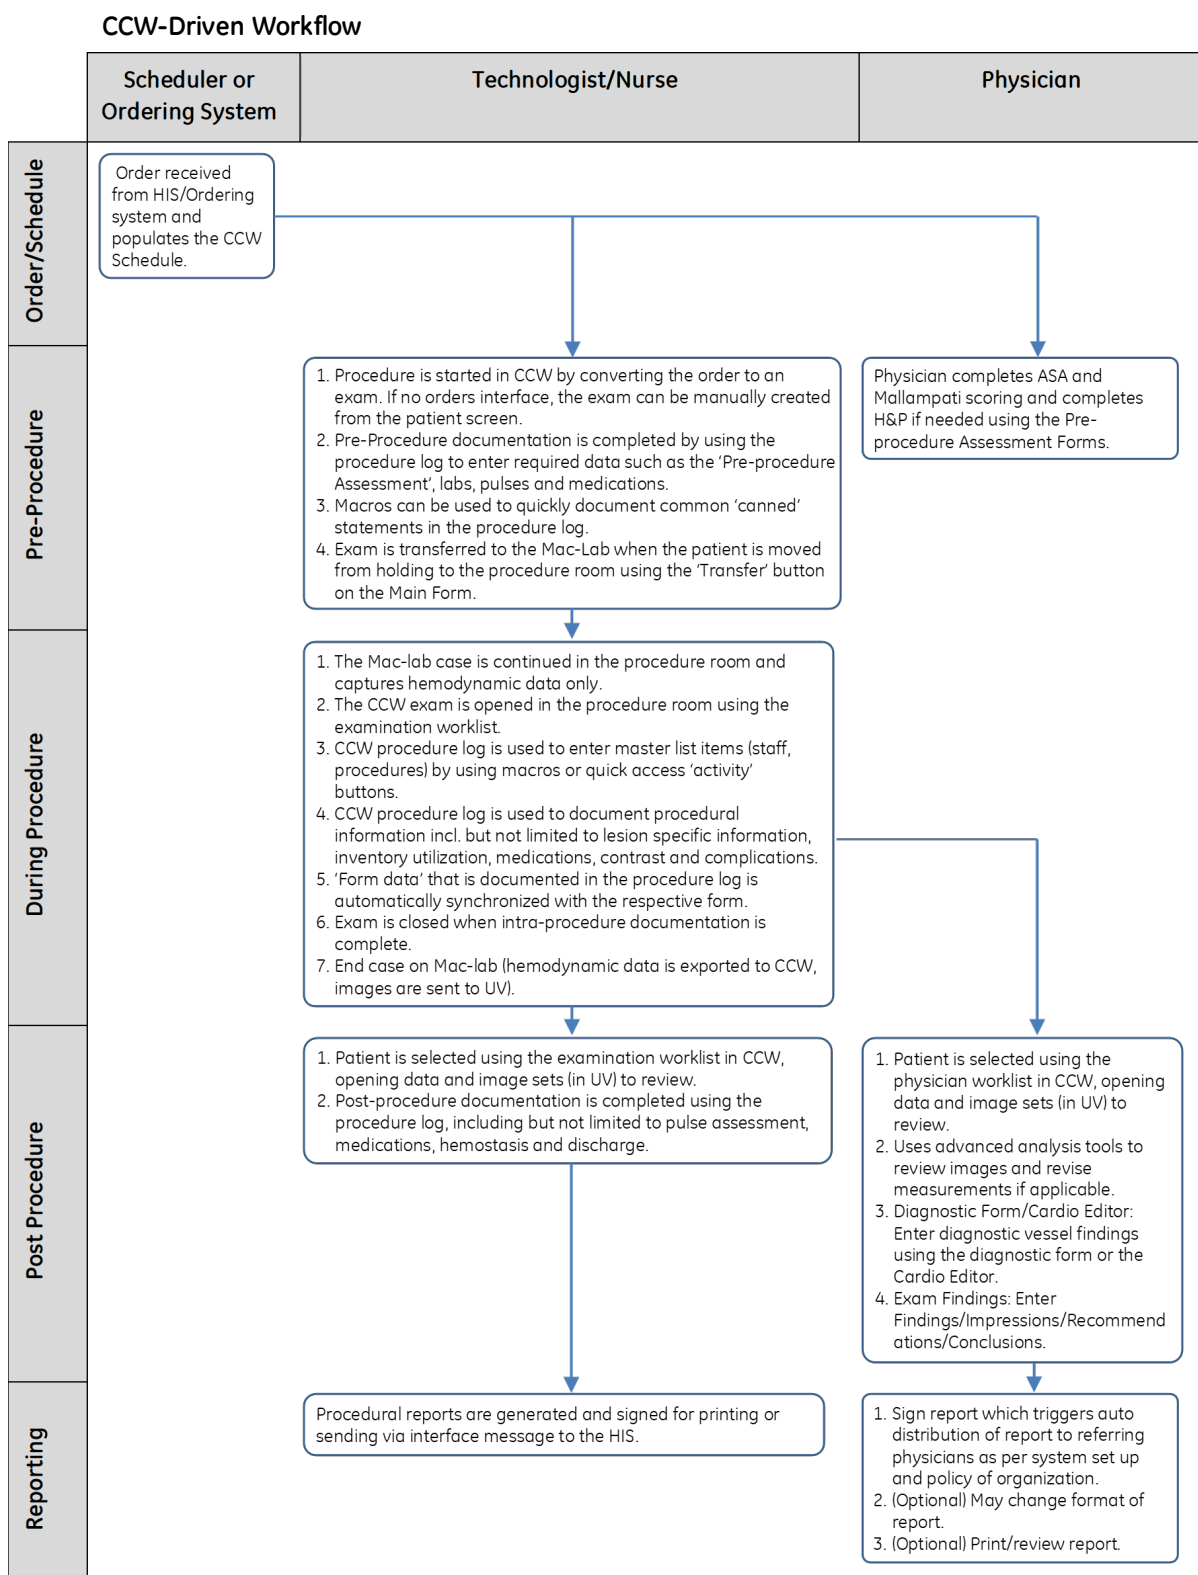 CCW-Driven Workflow
Scheduler or
Ordering System
Technologist/Nurse
Physician
Order/Schedule
Order received
from HIS/Ordering
system and
populates the CCW
Schedule.
Pre-Procedure
1. Procedure is started in CCW by converting the order to an
exam. If no orders interface, the exam can be manually created
from the patient screen.
2. Pre-Procedure documentation is completed by using the
procedure log to enter required data such as the ‘Pre-procedure
Assessment’, labs, pulses and medications.
3. Macros can be used to quickly document common ‘canned’
statements in the procedure log.
4. Exam is transferred to the Mac-Lab when the patient is moved
from holding to the procedure room using the ‘Transfer’ button
on the Main Form.
Physician completes ASA and
Mallampati scoring and completes
H&P if needed using the Pre-
procedure Assessment Forms.
During Procedure
1. The Mac-lab case is continued in the procedure room and
captures hemodynamic data only.
2. The CCW exam is opened in the procedure room using the
examination worklist.
3. CCW procedure log is used to enter master list items (staff,
procedures) by using macros or quick access ‘activity’
buttons.
4. CCW procedure log is used to document procedural
information incl. but not limited to lesion specific information,
inventory utilization, medications, contrast and complications.
5. ‘Form data’ that is documented in the procedure log is
automatically synchronized with the respective form.
6. Exam is closed when intra-procedure documentation is
complete.
7. End case on Mac-lab (hemodynamic data is exported to CCW,
images are sent to UV).
Post Procedure
1. Patient is selected using the examination worklist in CCW,
opening data and image sets (in UV) to review.
2. Post-procedure documentation is completed using the
procedure log, including but not limited to pulse assessment,
medications, hemostasis and discharge.
1. Patient is selected using the
physician worklist in CCW, opening
data and image sets (in UV) to
review.
2. Uses advanced analysis tools to
review images and revise
measurements if applicable.
3. Diagnostic Form/Cardio Editor:
Enter diagnostic vessel findings
using the diagnostic form or the
Cardio Editor.
4. Exam Findings: Enter
Findings/Impressions/Recommend
ations/Conclusions.
Reporting
Procedural reports are generated and signed for printing or
sending via interface message to the HIS.
1. Sign report which triggers auto
distribution of report to referring
physicians as per system set up
and policy of organization.
2. (Optional) May change format of
report.
3. (Optional) Print/review report.